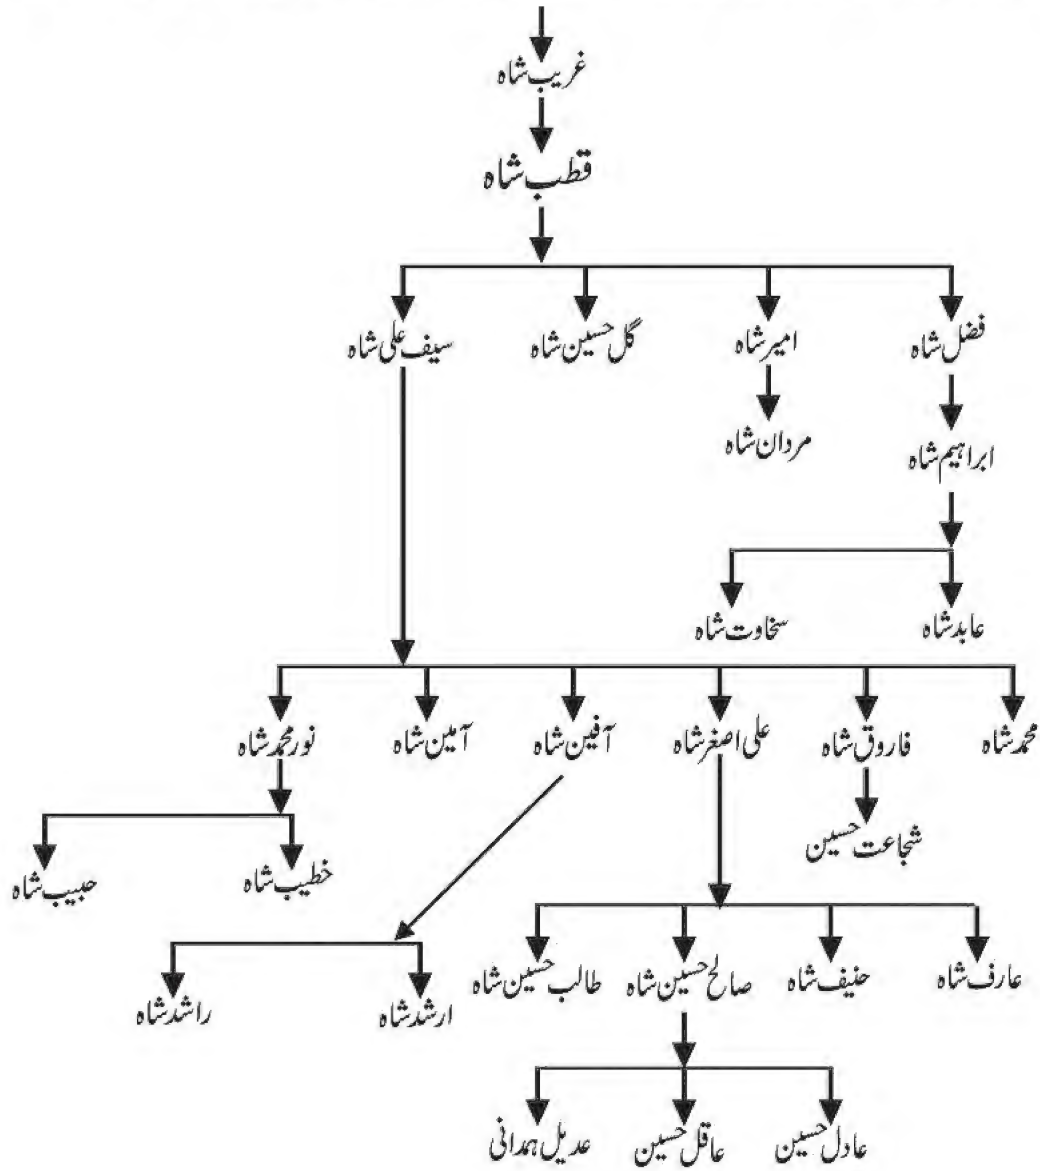 غریب شاہ
قطب شاہ
فضل شاہ
امیر شاہ
گل حسین شاہ
سیف علی شاہ
مردان شاہ
ابراہیم شاہ
عابد شاہ
سخاوت شاہ
محمد شاہ
فاروق شاہ
علی اصغر شاہ
آفین شاہ
آمین شاہ
نور محمد شاہ
شجاعت حسین
خطیب شاہ
حبیب شاہ
عارف شاہ
حنیف شاہ
صالح حسین شاہ
طالب حسین شاہ
ارشد شاہ
راشد شاہ
عادل حسین
عاقل حسین
عدیل ہمدانی